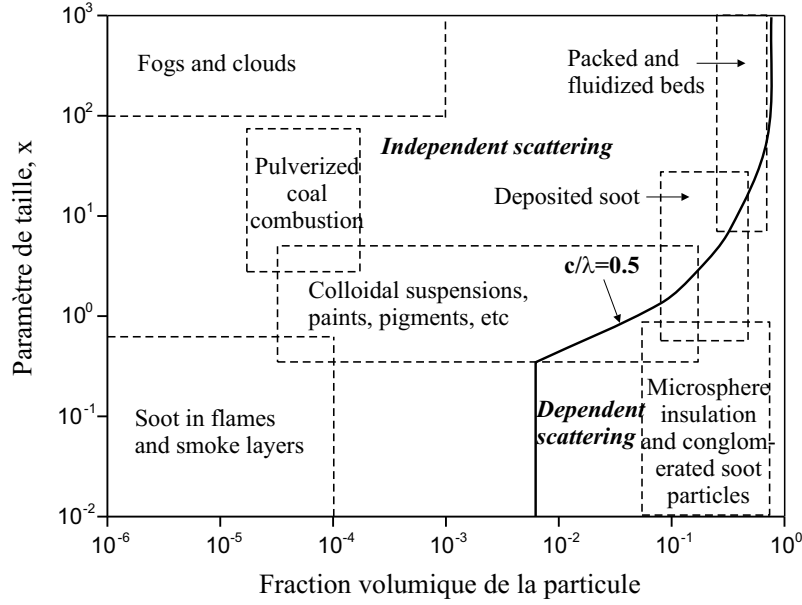 Fogs and clouds
Packed and
fluidized beds
Independent scattering
Pulverized
coal
combustion
Deposited soot
c/λ=0.5
Colloidal suspensions,
paints, pigments, etc
Soot in flames
and smoke layers
Dependent
scattering
Microsphere
insulation
and conglom-
erated soot
particles
Paramètre de taille, x
10^3
10^2
10^1
10^0
10^-1
10^-2
10^-6
10^-5
10^-4
10^-3
10^-2
10^-1
10^0
Fraction volumique de la particule